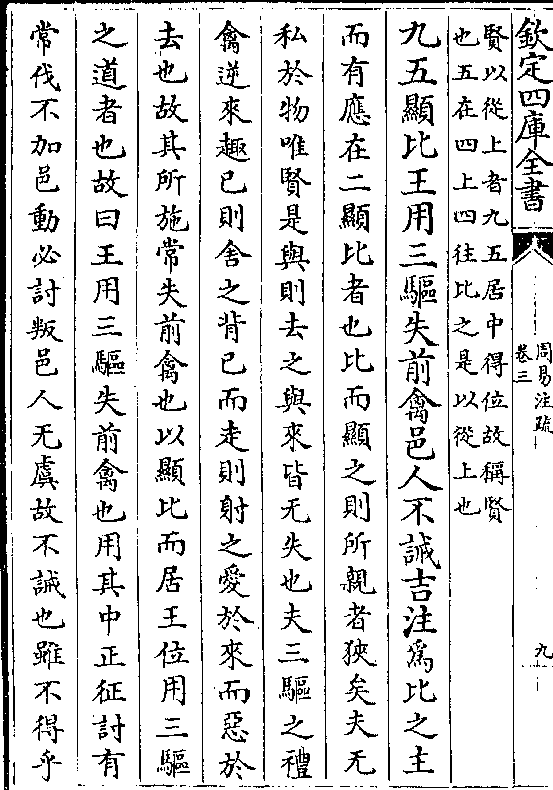 欽定四庫全書
周易注疏
卷三
九
賢以從上者九五居中得位故稱賢
也五在四上四往比之是以從上也
九五顯比王用三驅失前禽邑人不誡吉注為比之主
而有應在二顯比者也比而顯之則所親者狹矣夫无
私於物唯賢是與則去之與來皆无失也夫三驅之禮
禽逆來趣已則舍之背已而走則射之愛於來而惡於
去也故其所施常失前禽也以顯比而居王位用三驅
之道者也故曰王用三驅失前禽也用其中正征討有
常伐不加邑動必討叛邑人无虞故不誡也雖不得乎